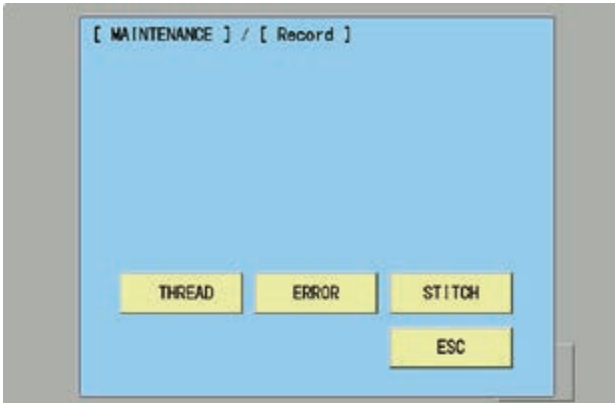 [ MAINTENANCE ] / [ Record ]
THREAD ERROR STITCH
ESC